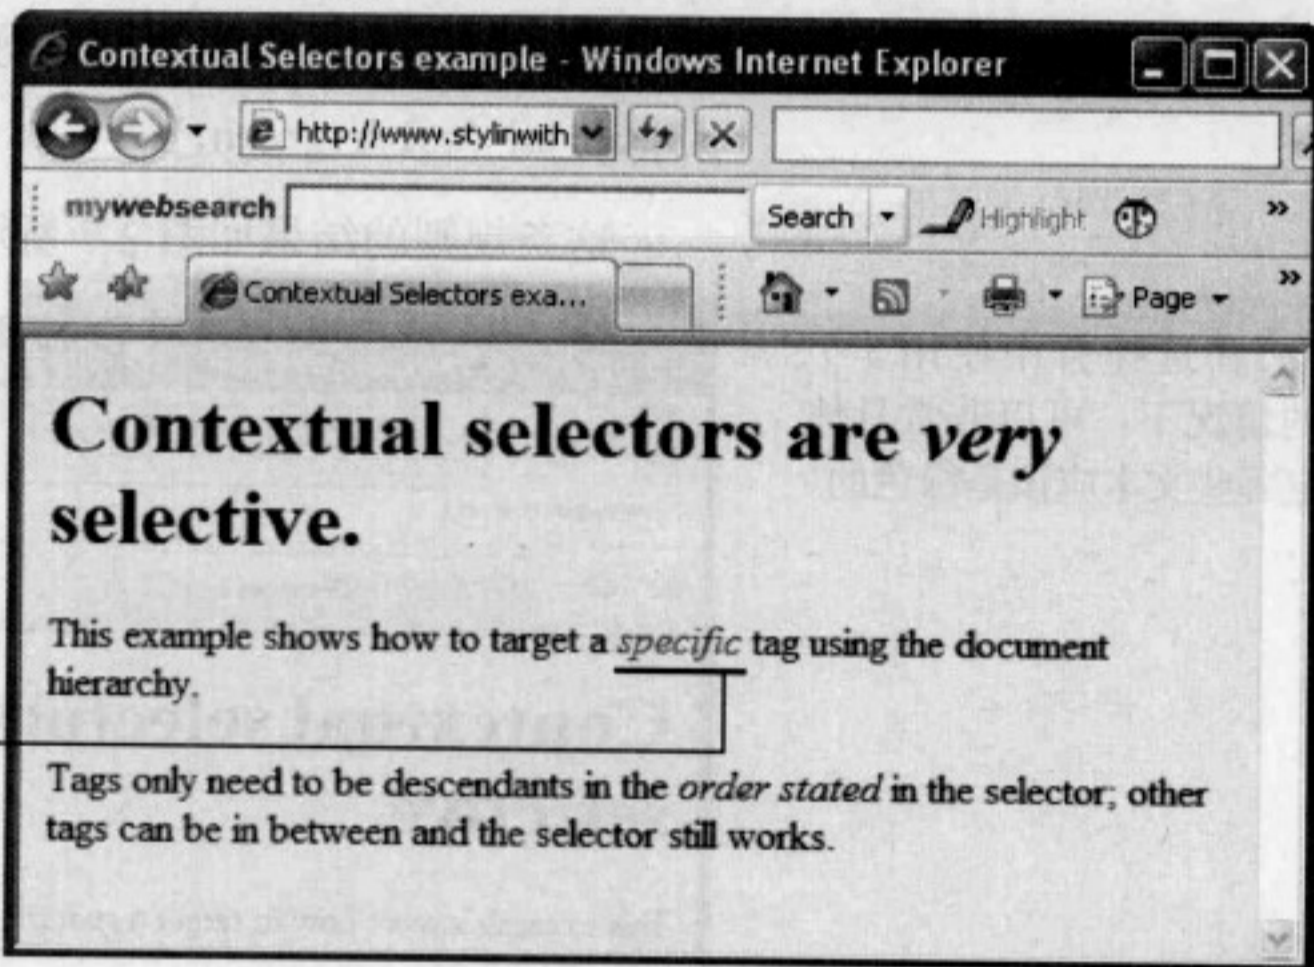 Contextual Selectors example - Windows Internet Explorer
http://www.stylinwith
mywebsearch
Search
Highlight
Contextual Selectors exa...
Page
Contextual selectors are very
selective.
This example shows how to target a specific tag using the document
hierarchy.
Tags only need to be descendants in the order stated in the selector; other
tags can be in between and the selector still works.